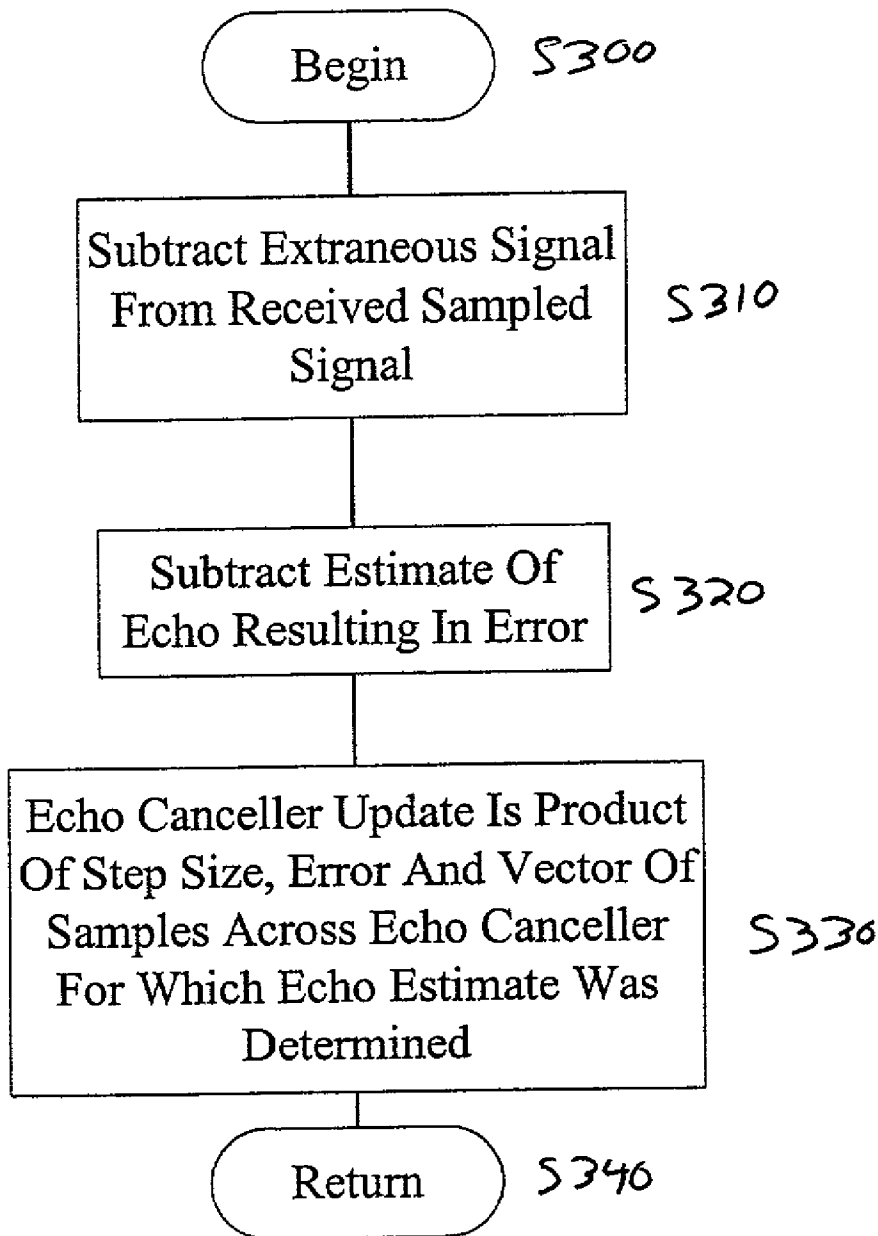 Begin S300
Subtract Extraneous Signal
From Received Sampled
Signal
S310
Subtract Estimate Of
Echo Resulting In Error
S320
Echo Canceller Update Is Product
Of Step Size, Error And Vector Of
Samples Across Echo Canceller
For Which Echo Estimate Was
Determined
S330
Return S340